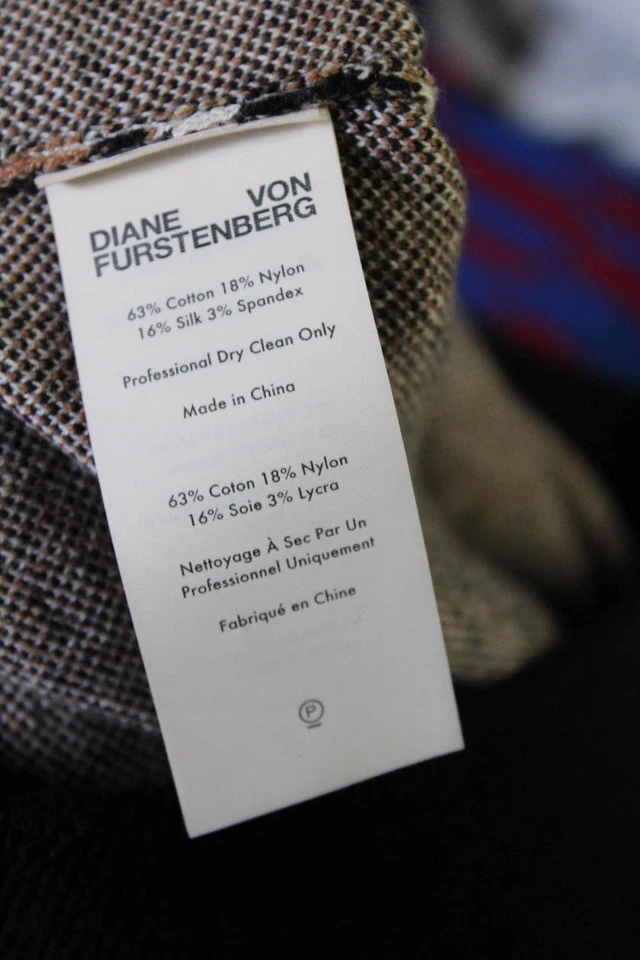 DIANE VON
FURSTENBERG
63% Cotton 18% Nylon
16% Silk 3% Spandex
Professional Dry Clean Only
Made in China
63% Coton 18% Nylon
16% Soie 3% Lycra
Nettoyage À Sec Par Un
Professionnel Uniquement
Fabriqué en Chine
P